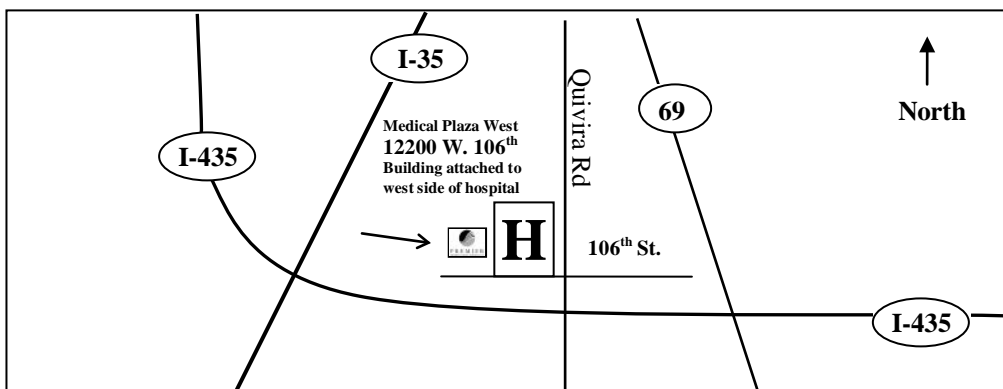 I-35
Quivira Rd
69
North
Medical Plaza West
12200 W. 106th
Building attached to
west side of hospital
I-435
H
PREMIER
106th St.
I-435